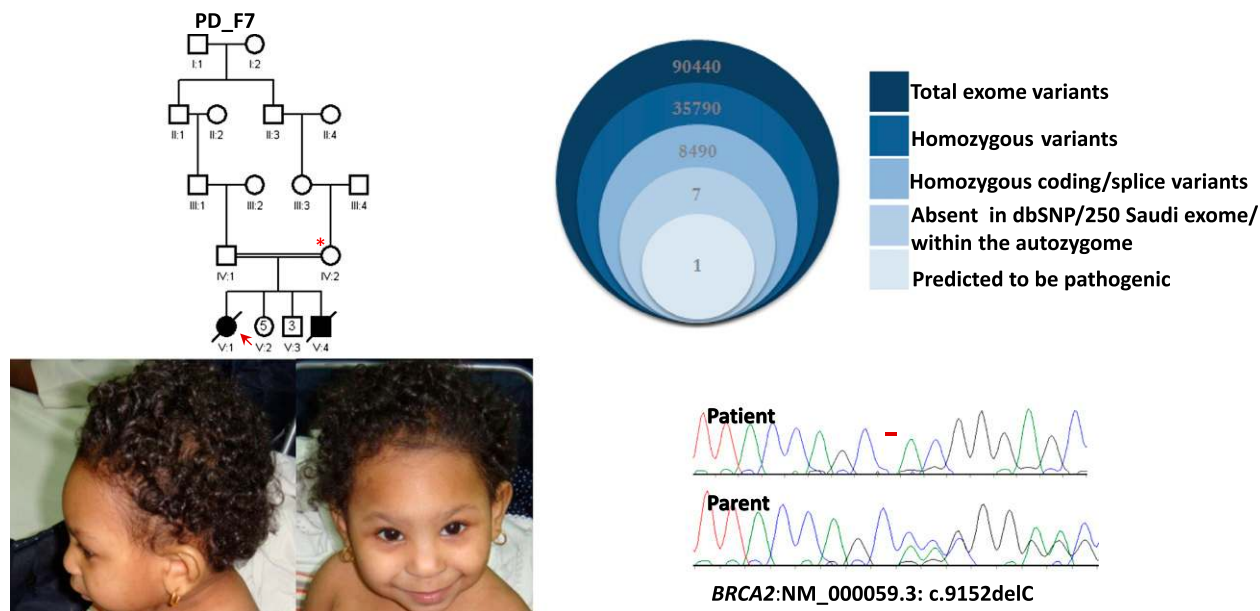 PD_F7
I:1
I:2
II:1
II:2
II:3
II:4
III:1
III:2
III:3
III:4
*
IV:1
IV:2
5
3
V:1
V:2
V:3
V:4
90440
35790
8490
7
1
Total exome variants
Homozygous variants
Homozygous coding/splice variants
Absent in dbSNP/250 Saudi exome/
within the autozygome
Predicted to be pathogenic
Patient
Parent
BRCA2:NM_000059.3: c.9152delC